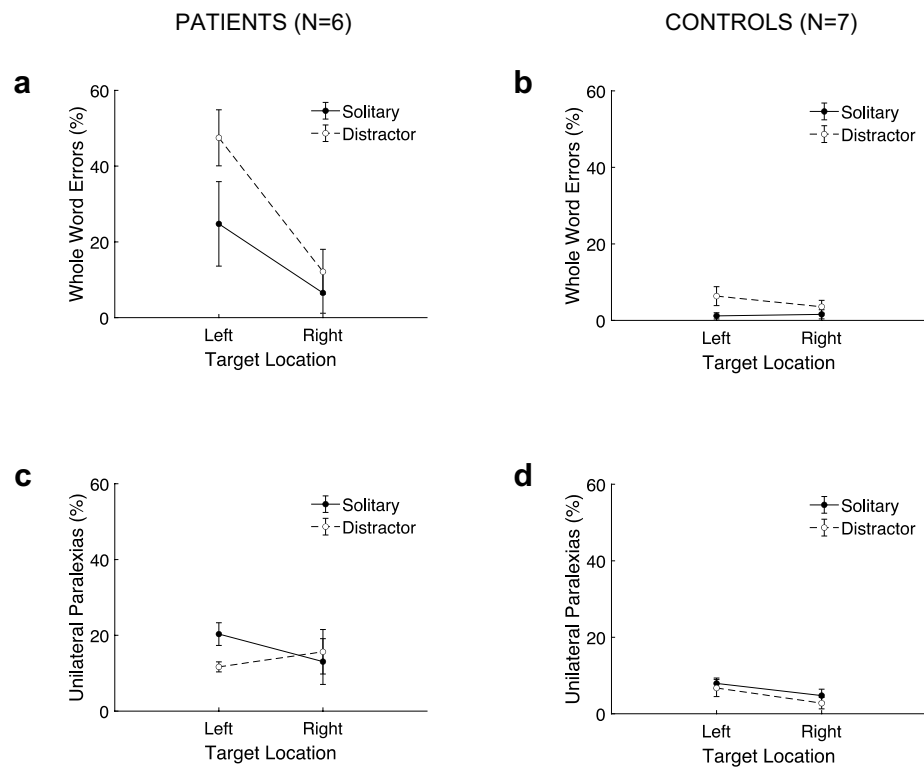 PATIENTS (N=6)
CONTROLS (N=7)
a
Whole Word Errors (%)
60
40
20
0
Solitary
Distractor
Left
Right
Target Location
b
Whole Word Errors (%)
60
40
20
0
Solitary
Distractor
Left
Right
Target Location
c
Unilateral Paralexias (%)
60
40
20
0
Solitary
Distractor
Left
Right
Target Location
d
Unilateral Paralexias (%)
60
40
20
0
Solitary
Distractor
Left
Right
Target Location